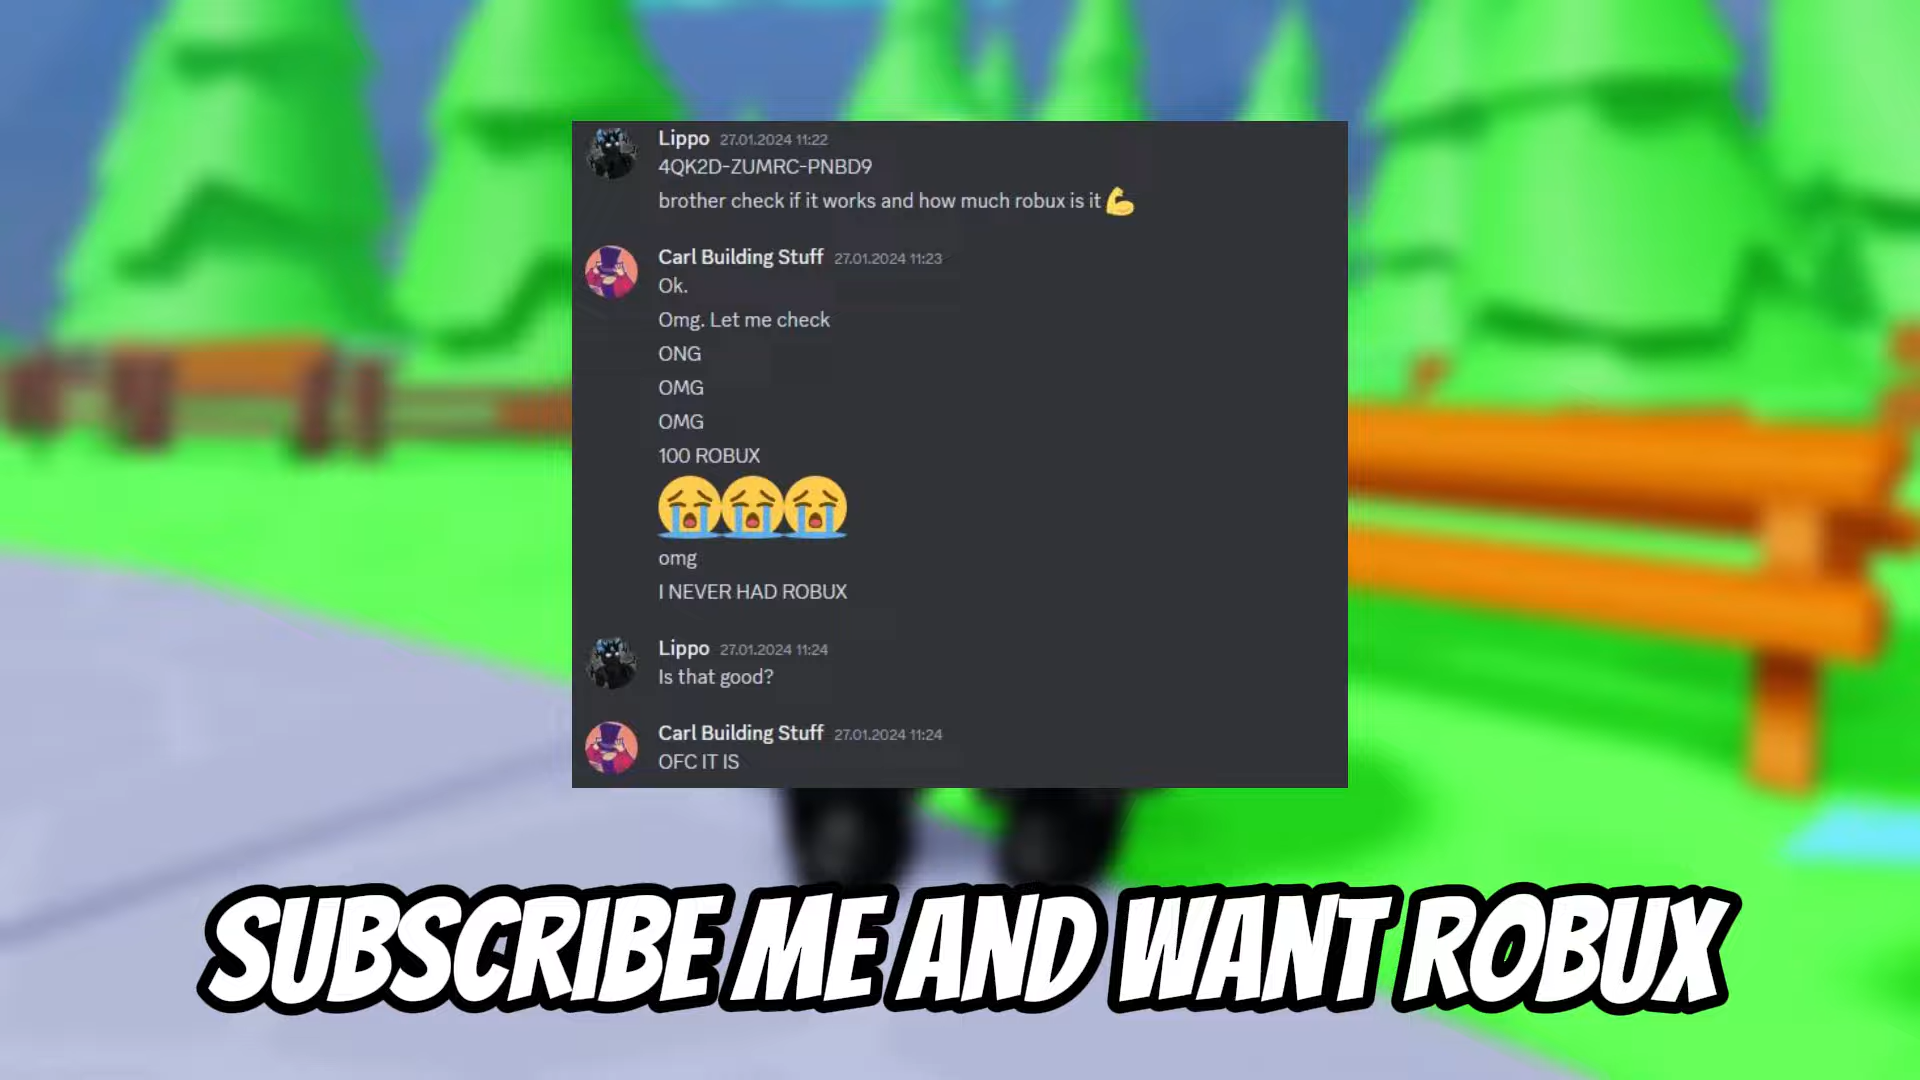 Lippo 27.01.2024 11:22
4QK2D-ZUMRC-PNBD9
brother check if it works and how much robux is it 💪
Carl Building Stuff 27.01.2024 11:23
Ok.
Omg. Let me check
ONG
OMG
OMG
100 ROBUX
😭😭😭
omg
I NEVER HAD ROBUX
Lippo 27.01.2024 11:24
Is that good?
Carl Building Stuff 27.01.2024 11:24
OFC IT IS
SUBSCRIBE ME AND WANT ROBUX